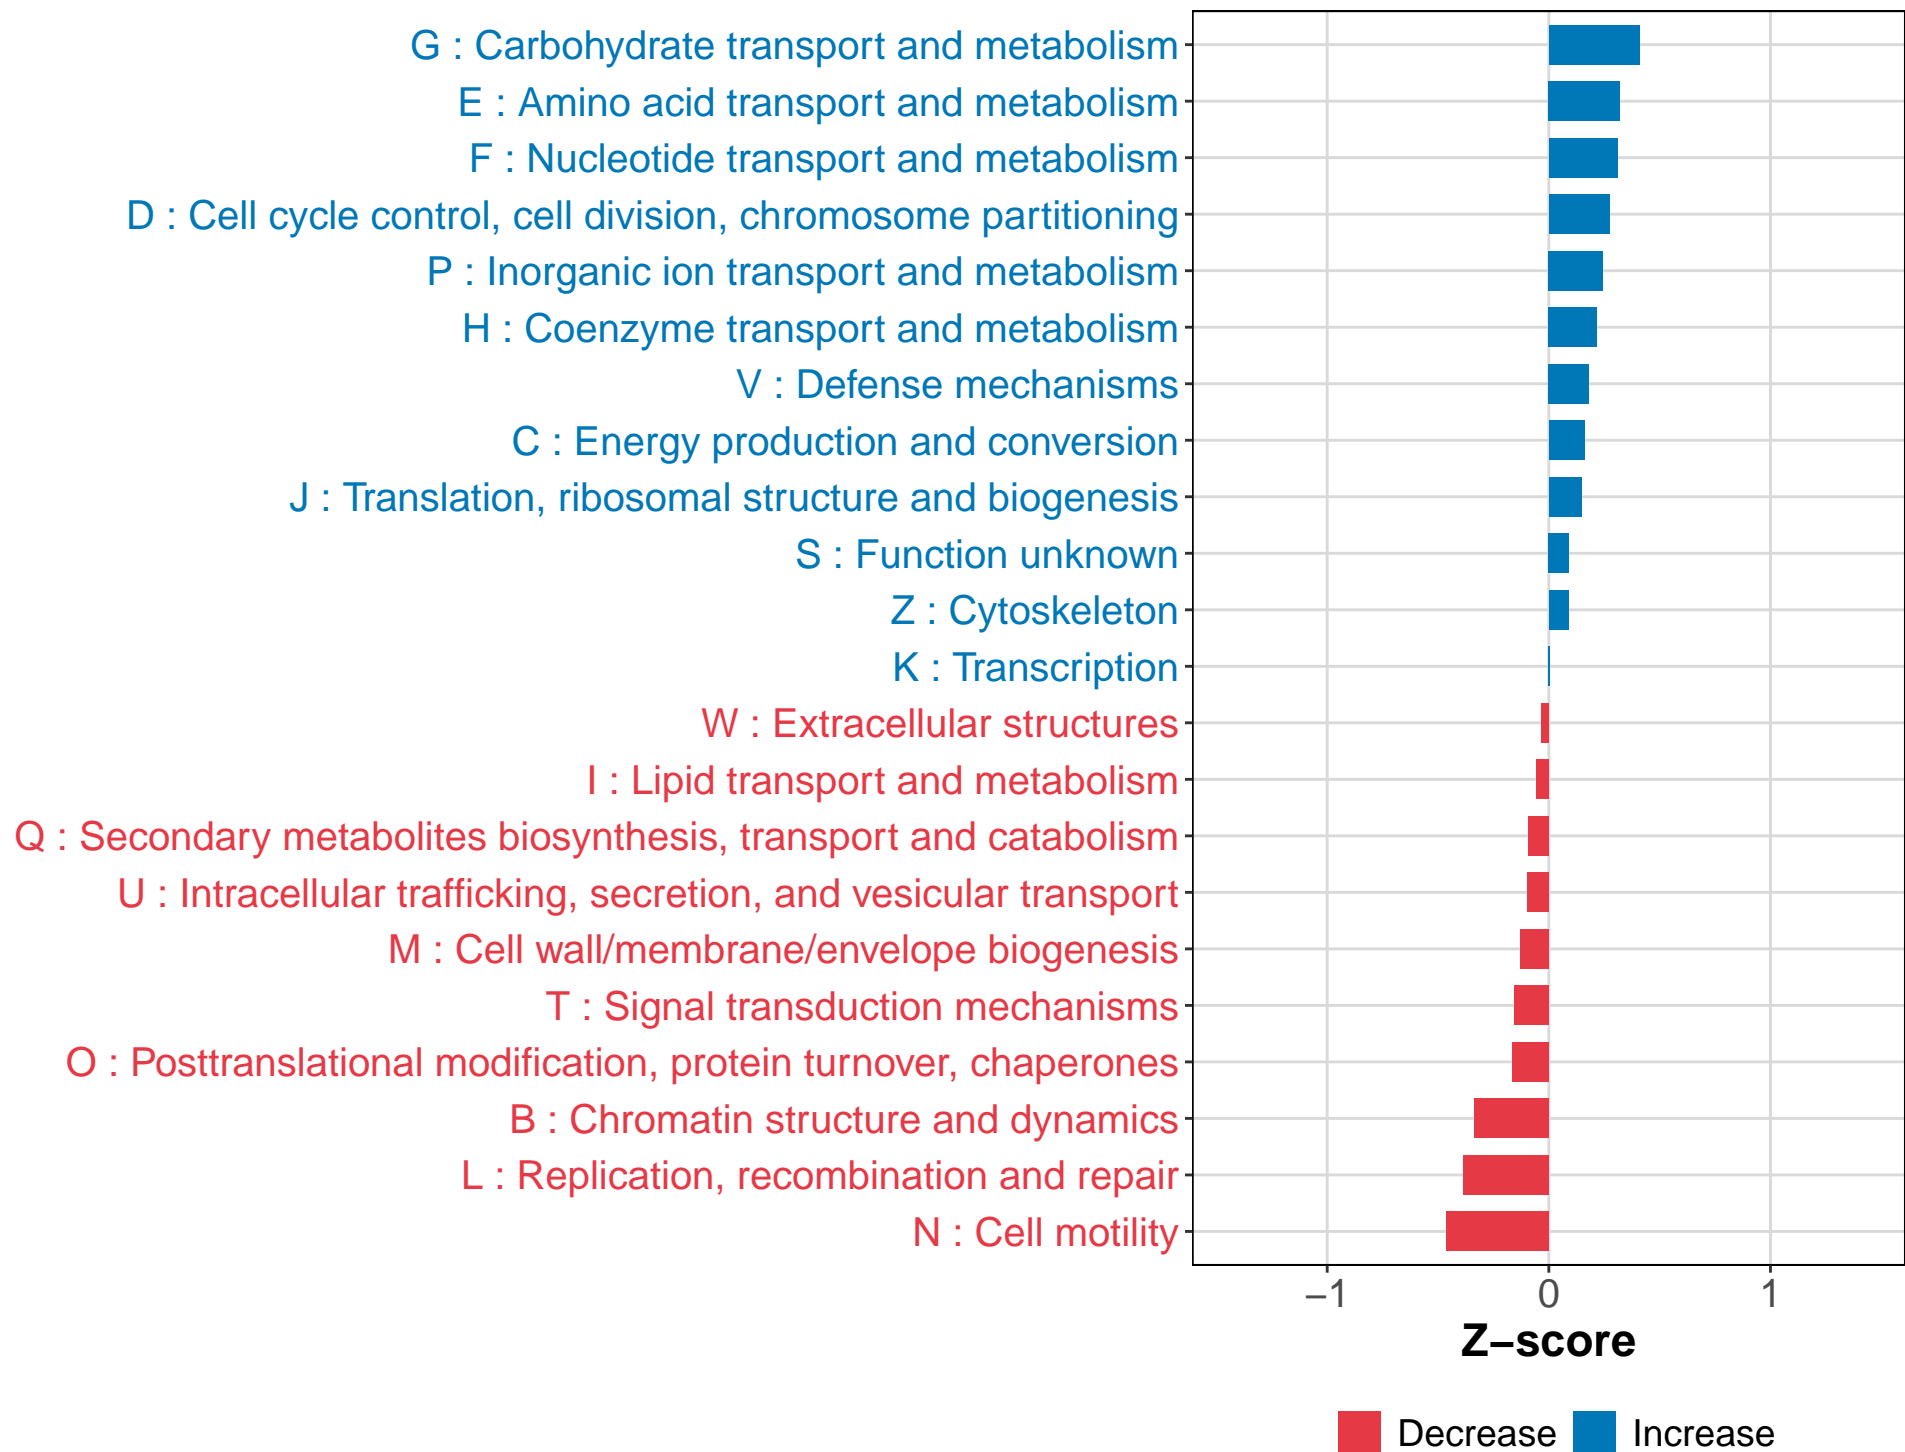 G : Carbohydrate transport and metabolism
E : Amino acid transport and metabolism
F : Nucleotide transport and metabolism
D : Cell cycle control, cell division, chromosome partitioning
P : Inorganic ion transport and metabolism
H : Coenzyme transport and metabolism
V : Defense mechanisms
C : Energy production and conversion
J : Translation, ribosomal structure and biogenesis
S : Function unknown
Z : Cytoskeleton
K : Transcription
W : Extracellular structures
I : Lipid transport and metabolism
Q : Secondary metabolites biosynthesis, transport and catabolism
U : Intracellular trafficking, secretion, and vesicular transport
M : Cell wall/membrane/envelope biogenesis
T : Signal transduction mechanisms
O : Posttranslational modification, protein turnover, chaperones
B : Chromatin structure and dynamics
L : Replication, recombination and repair
N : Cell motility
−1 0 1
Z−score
Decrease Increase